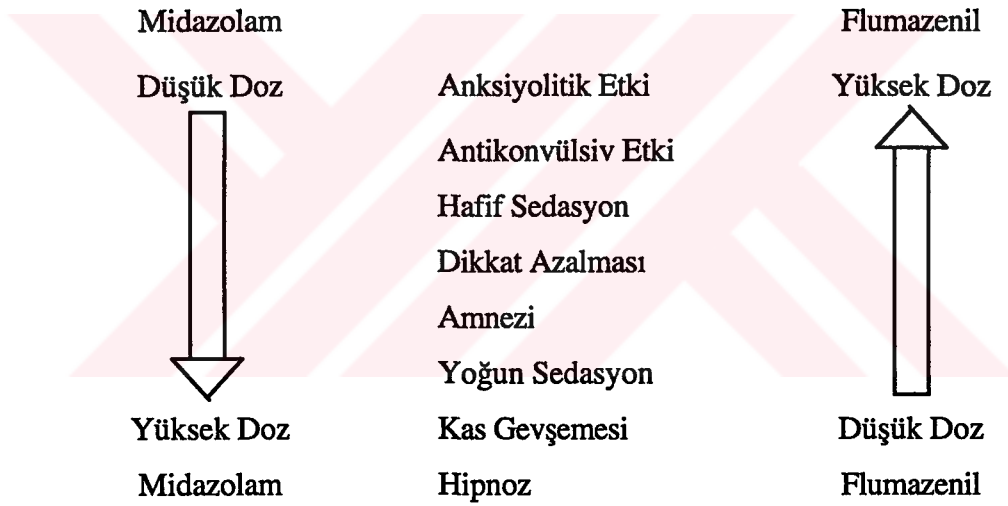 Midazolam Flumazenil
Düşük Doz Anksiyolitik Etki Yüksek Doz
Antikonvülsiv Etki
Hafif Sedasyon
Dikkat Azalması
Amnezi
Yoğun Sedasyon
Yüksek Doz Kas Gevşemesi Düşük Doz
Midazolam Hipnoz Flumazenil